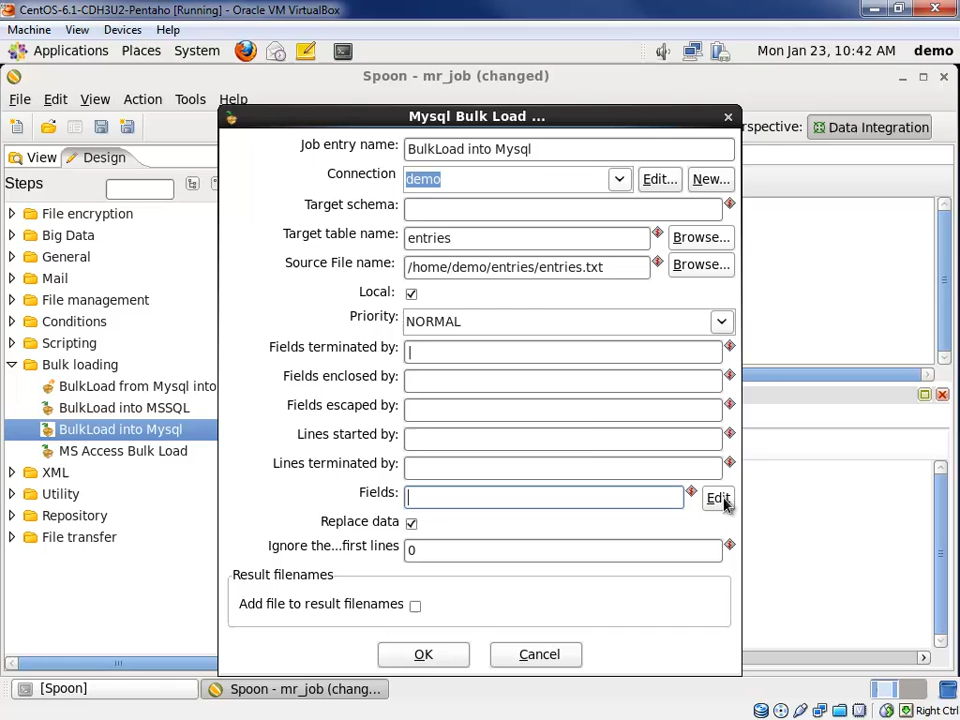 CentOS-6.1-CDH3U2-Pentaho [Running] - Oracle VM VirtualBox
Machine View Devices Help
Applications Places System Mon Jan 23, 10:42 AM demo
Spoon - mr_job (changed)
File Edit View Action Tools Help
Mysql Bulk Load ...
erspective: Data Integration
View Design
Steps
File encryption
Big Data
General
Mail
File management
Conditions
Scripting
Bulk loading
BulkLoad from Mysql into
BulkLoad into MSSQL
BulkLoad into Mysql
MS Access Bulk Load
XML
Utility
Repository
File transfer
Job entry name: BulkLoad into Mysql
Connection demo Edit... New...
Target schema:
Target table name: entries Browse...
Source File name: /home/demo/entries/entries.txt Browse...
Local:
Priority: NORMAL
Fields terminated by: |
Fields enclosed by:
Fields escaped by:
Lines started by:
Lines terminated by:
Fields: Edit
Replace data
Ignore the...first lines 0
Result filenames
Add file to result filenames
OK Cancel
[Spoon] Spoon - mr_job (chang...
Right Ctrl